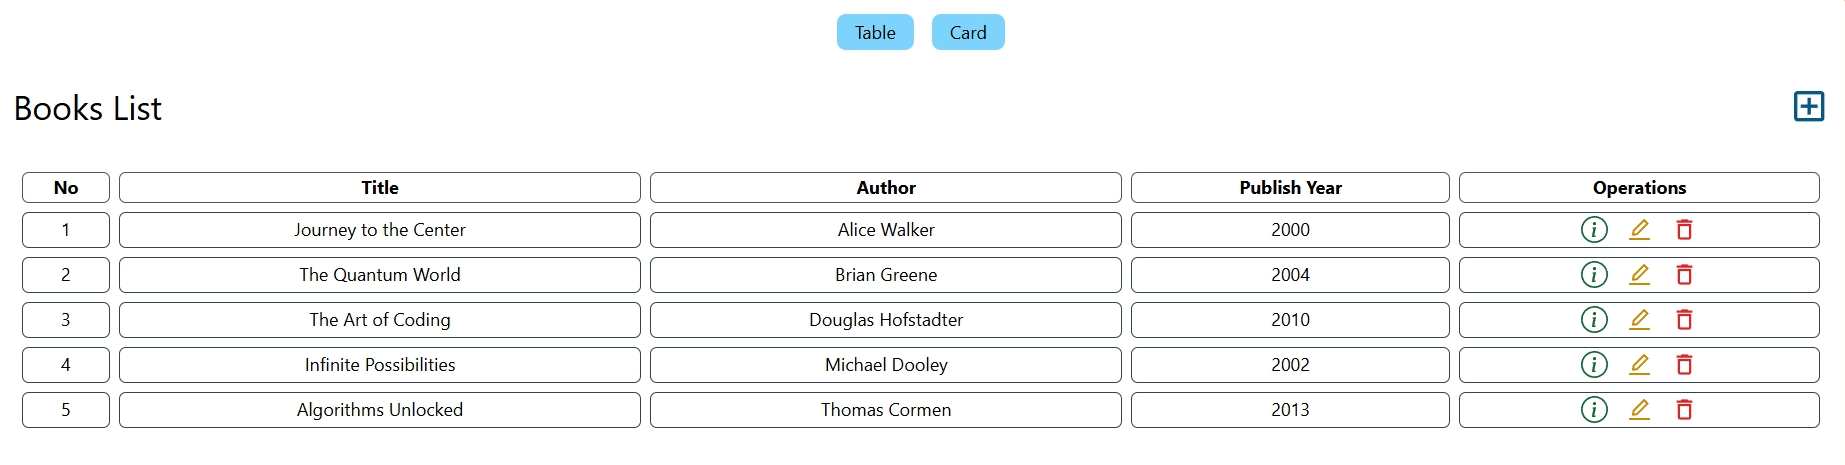 Table Card
Books List
No Title Author Publish Year Operations
1 Journey to the Center Alice Walker 2000
2 The Quantum World Brian Greene 2004
3 The Art of Coding Douglas Hofstadter 2010
4 Infinite Possibilities Michael Dooley 2002
5 Algorithms Unlocked Thomas Cormen 2013